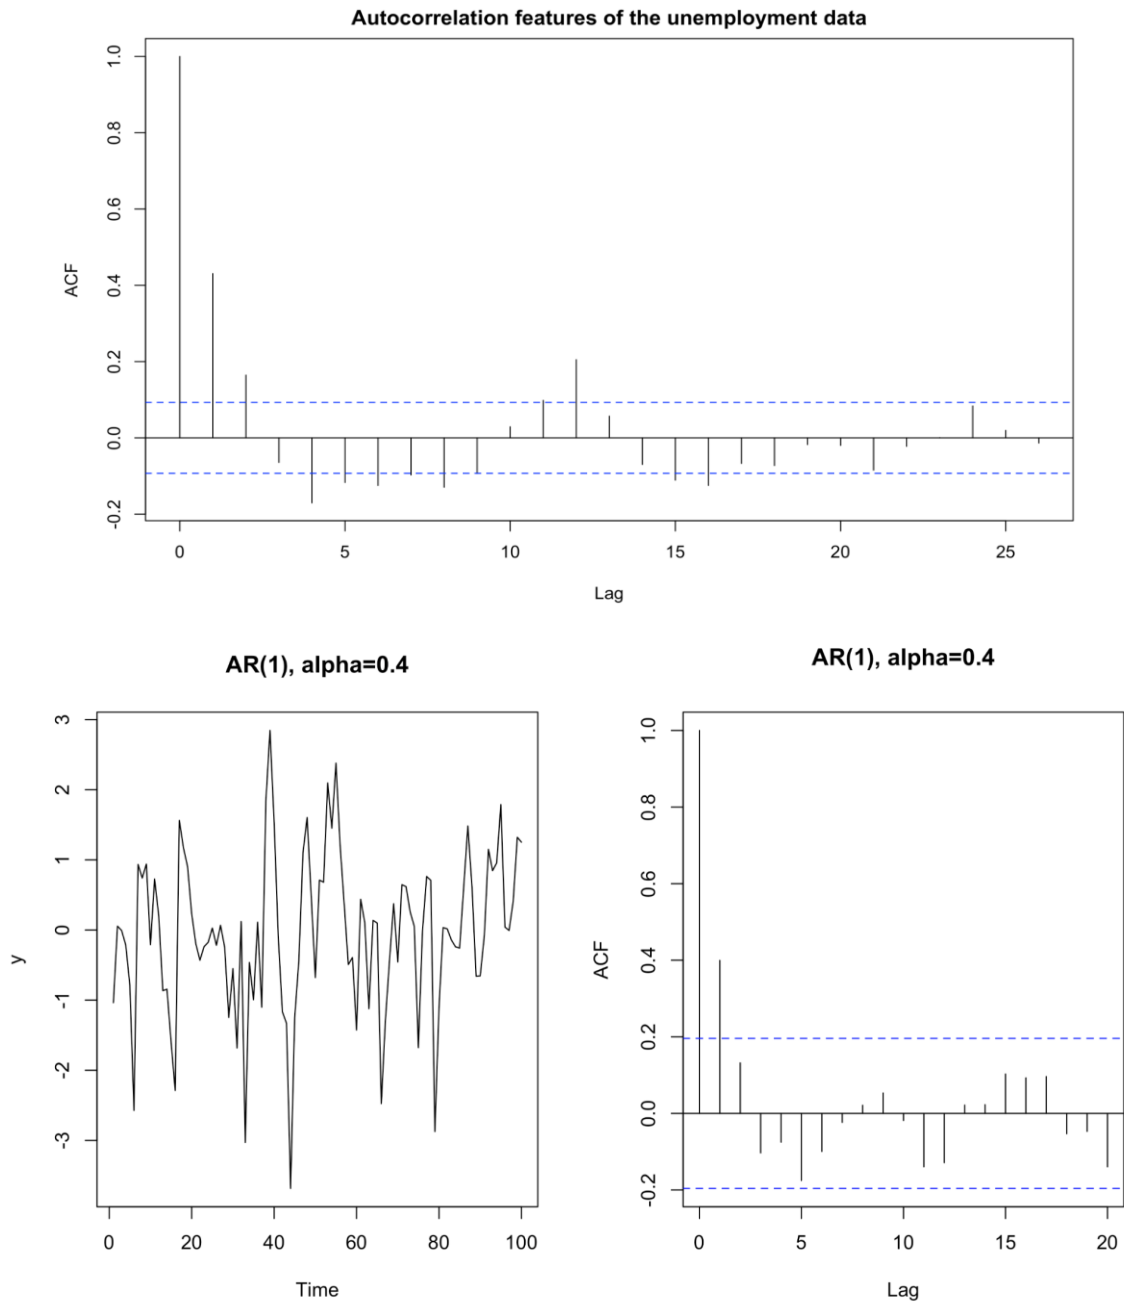 Autocorrelation features of the unemployment data
1.0
0.8
0.6
0.4
0.2
0.0
-0.2
ACF
0 5 10 15 20 25
Lag
AR(1), alpha=0.4
3
2
1
0
-1
-2
-3
y
0 20 40 60 80 100
Time
AR(1), alpha=0.4
1.0
0.8
0.6
0.4
0.2
0.0
-0.2
ACF
0 5 10 15 20
Lag